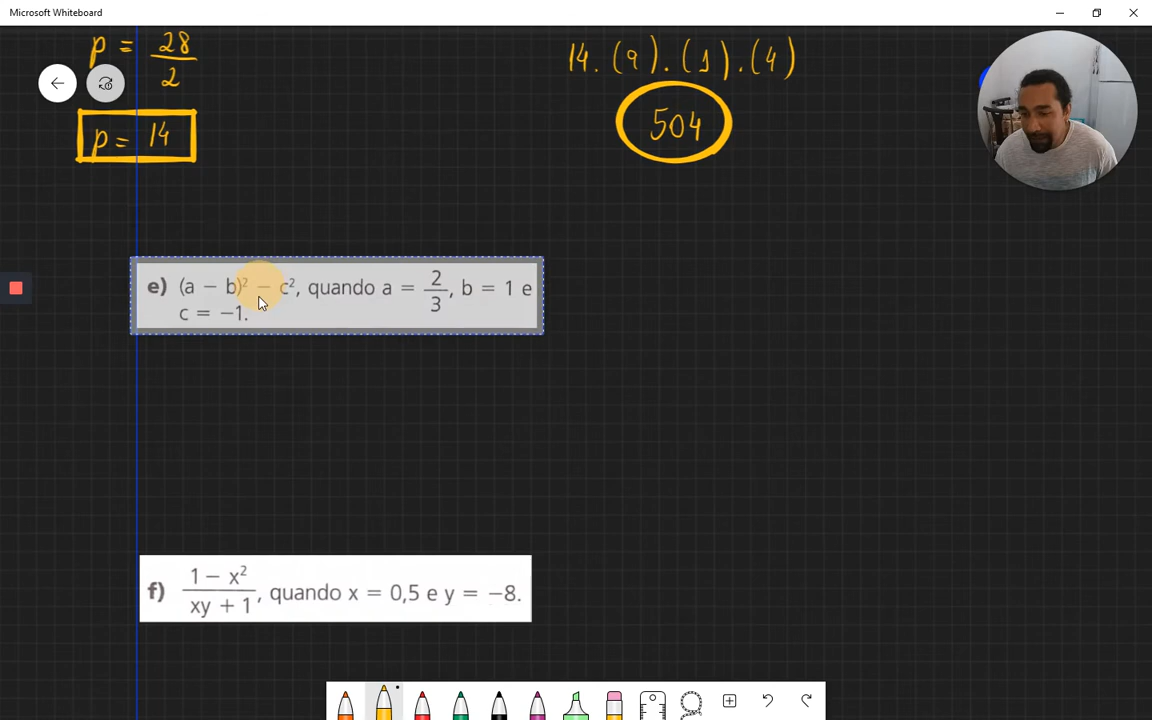 Microsoft Whiteboard
p = 28/2
14. (9). (1). (4)
p = 14
504
e) (a − b)² − c², quando a = 2/3, b = 1 e
c = −1.
f) 1 − x²/xy + 1, quando x = 0,5 e y = −8.